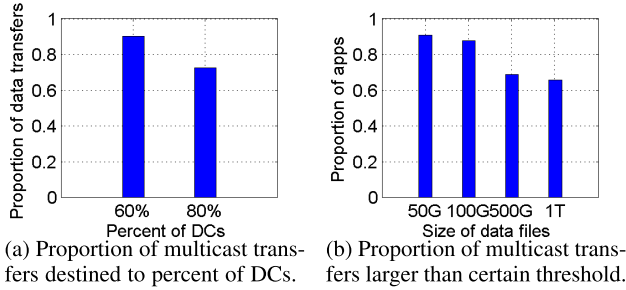 Proportion of data transfers
1
0.8
0.6
0.4
0.2
0
60% 80%
Percent of DCs
(a) Proportion of multicast trans-
fers destined to percent of DCs.
Proportion of apps
1
0.8
0.6
0.4
0.2
0
50G 100G 500G 1T
Size of data files
(b) Proportion of multicast trans-
fers larger than certain threshold.